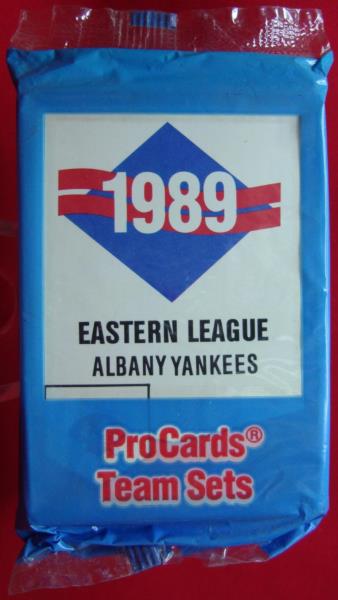 1989
EASTERN LEAGUE
ALBANY YANKEES
ProCards®
Team Sets